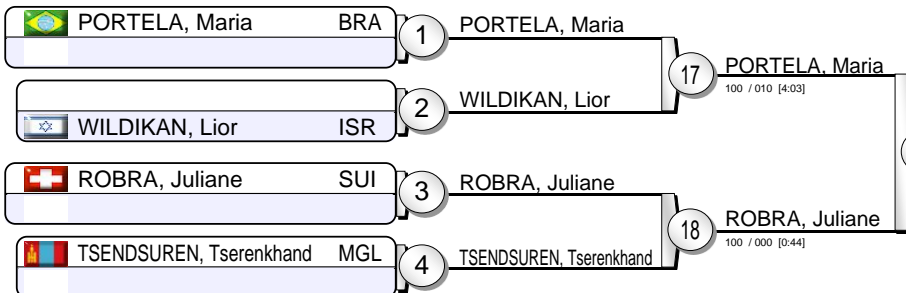 PORTELA, Maria BRA
1
PORTELA, Maria
17
PORTELA, Maria
100 / 010 [4:03]
WILDIKAN, Lior ISR
2
WILDIKAN, Lior
ROBRA, Juliane SUI
3
ROBRA, Juliane
18
ROBRA, Juliane
100 / 000 [0:44]
TSENDSUREN, Tserenkhand MGL
4
TSENDSUREN, Tserenkhand